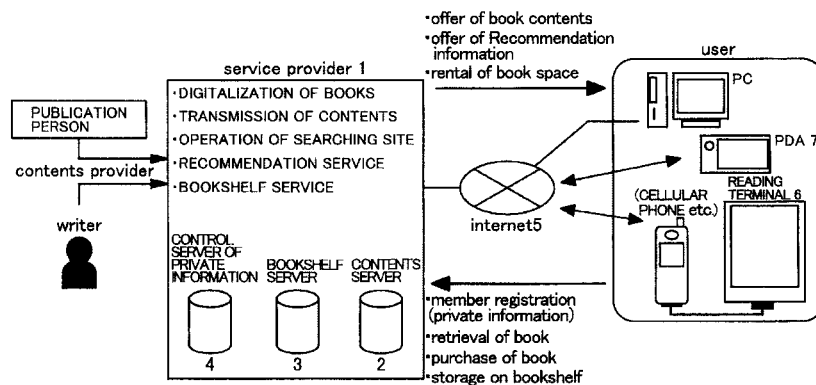 PUBLICATION
PERSON
contents provider
writer
service provider 1
·DIGITALIZATION OF BOOKS
·TRANSMISSION OF CONTENTS
·OPERATION OF SEARCHING SITE
·RECOMMENDATION SERVICE
·BOOKSHELF SERVICE
CONTROL
SERVER OF
PRIVATE
INFORMATION
4
BOOKSHELF
SERVER
3
CONTENTS
SERVER
2
·offer of book contents
·offer of Recommendation
information
·rental of book space
internet5
·member registration
(private information)
·retrieval of book
·purchase of book
·storage on bookshelf
user
PC
PDA 7
(CELLULAR
PHONE etc.)
READING
TERMINAL 6